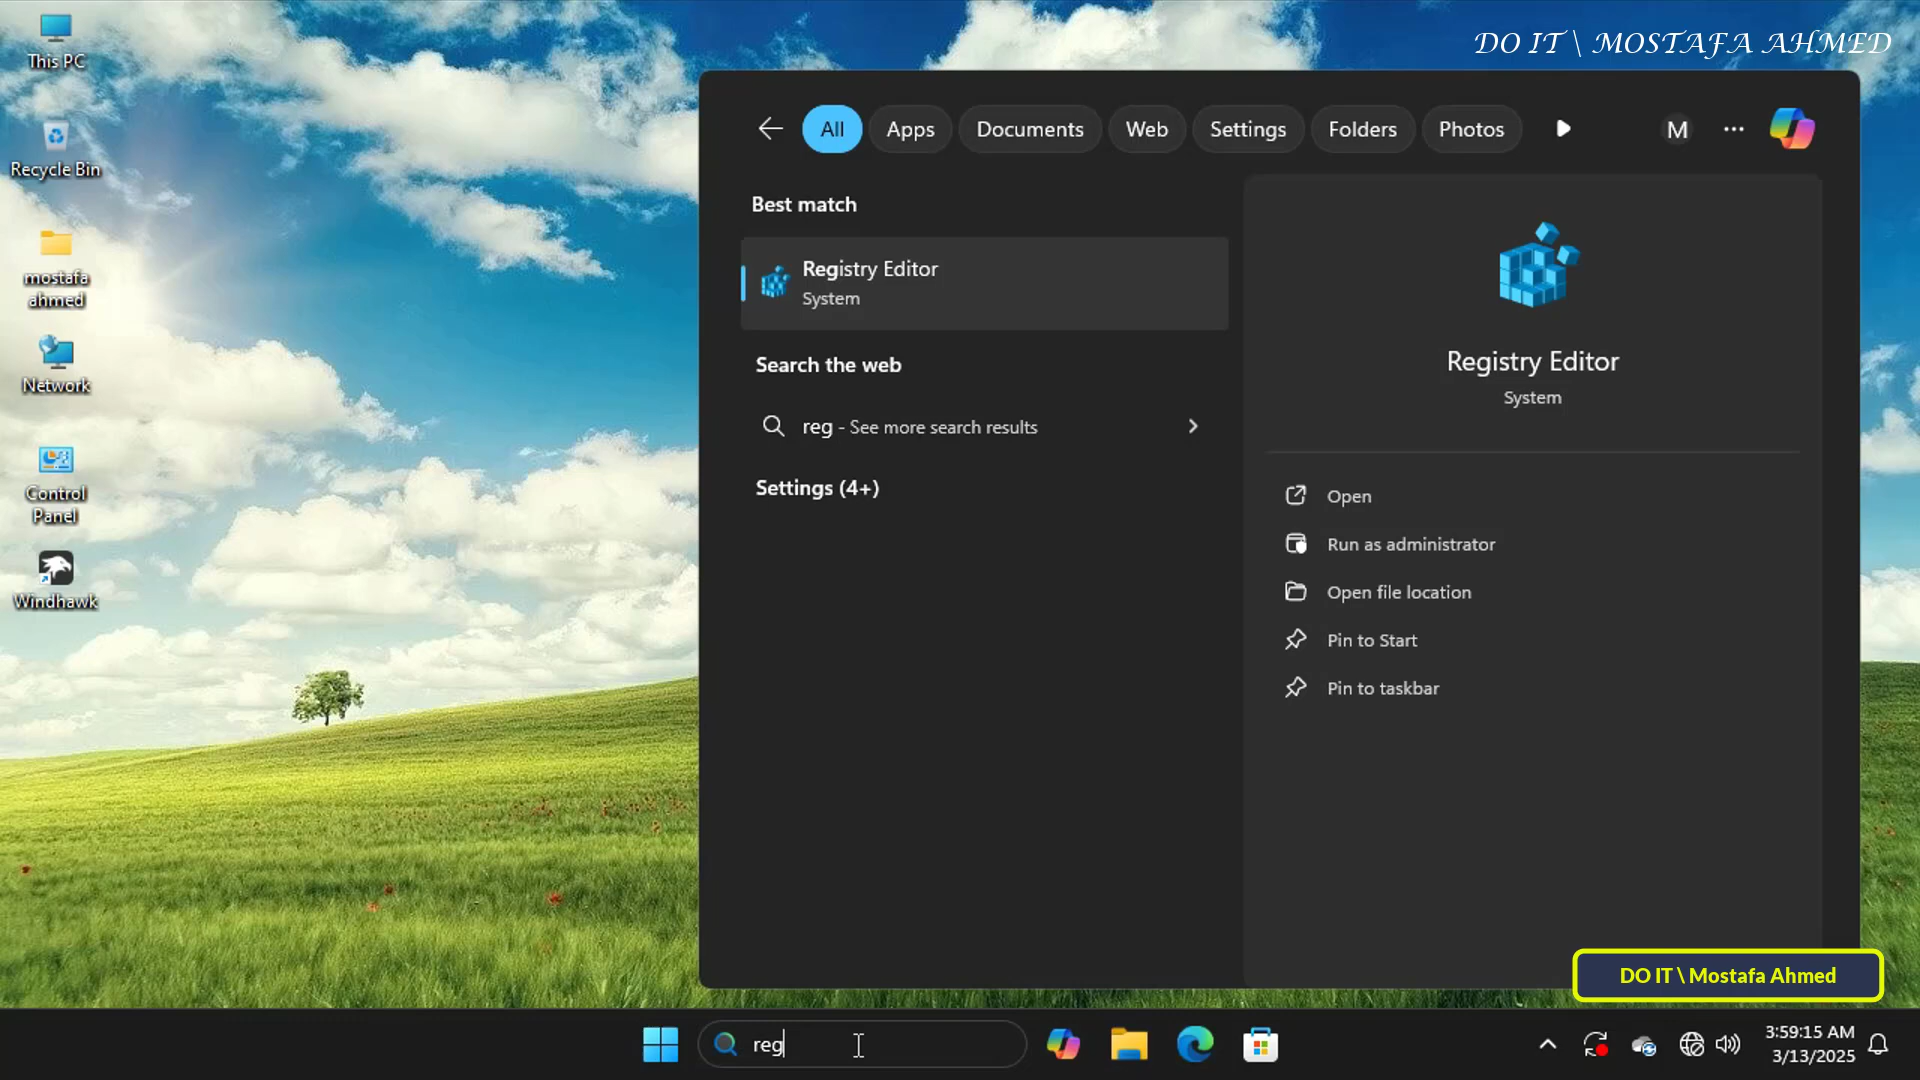 DO IT \ MOSTAFA AHMED
This PC
Recycle Bin
mostafa
ahmed
Network
Control
Panel
Windhawk
All
Apps
Documents
Web
Settings
Folders
Photos
M
Best match
Registry Editor
System
Search the web
reg - See more search results
Settings (4+)
Registry Editor
System
Open
Run as administrator
Open file location
Pin to Start
Pin to taskbar
DO IT \ Mostafa Ahmed
reg
3:59:15 AM
3/13/2025